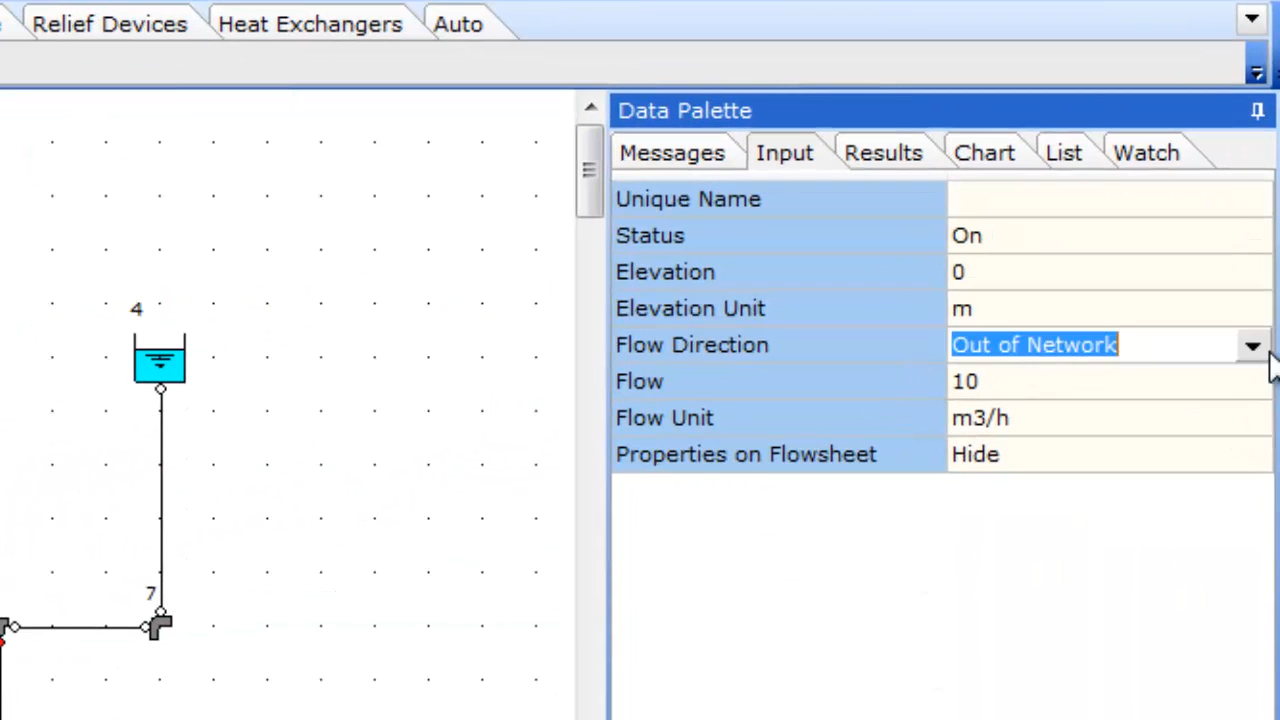 Relief Devices Heat Exchangers Auto
Data Palette
Messages Input Results Chart List Watch
Unique Name
Status On
Elevation 0
Elevation Unit m
Flow Direction Out of Network
Flow 10
Flow Unit m3/h
Properties on Flowsheet Hide
4
7